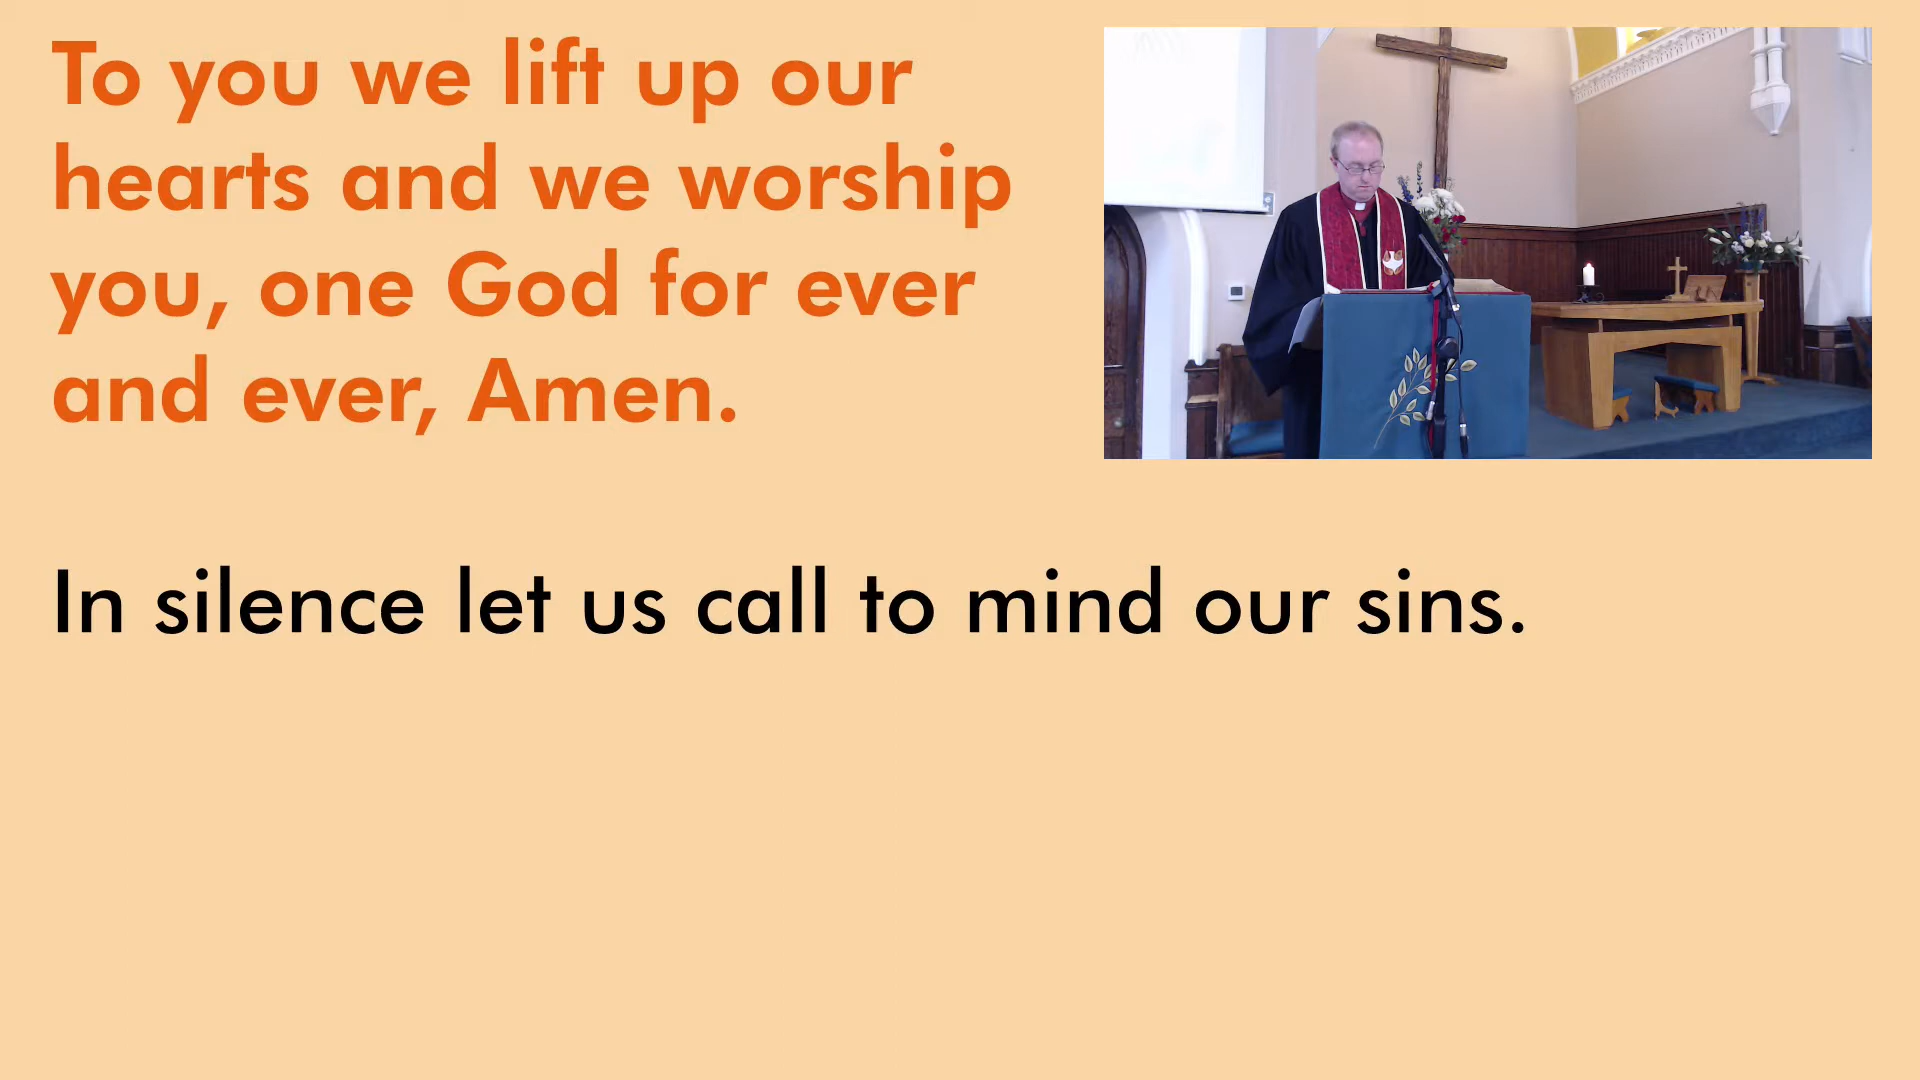 To you we lift up our
hearts and we worship
you, one God for ever
and ever, Amen.
In silence let us call to mind our sins.